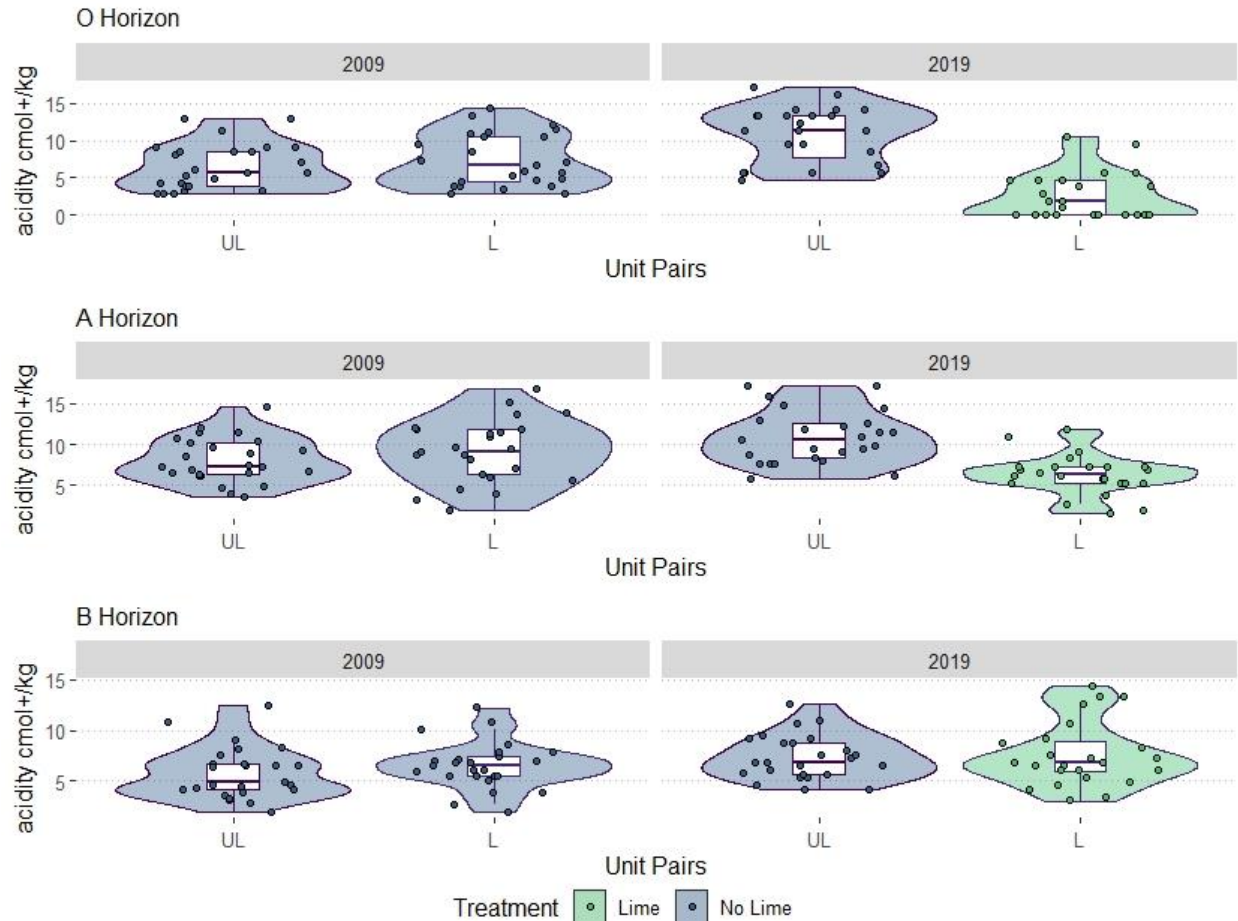 O Horizon
2009
2019
acidity cmol+/kg
15
10
5
0
UL
L
UL
L
Unit Pairs
A Horizon
2009
2019
acidity cmol+/kg
15
10
5
UL
L
UL
L
Unit Pairs
B Horizon
2009
2019
acidity cmol+/kg
15
10
5
UL
L
UL
L
Unit Pairs
Treatment Lime No Lime